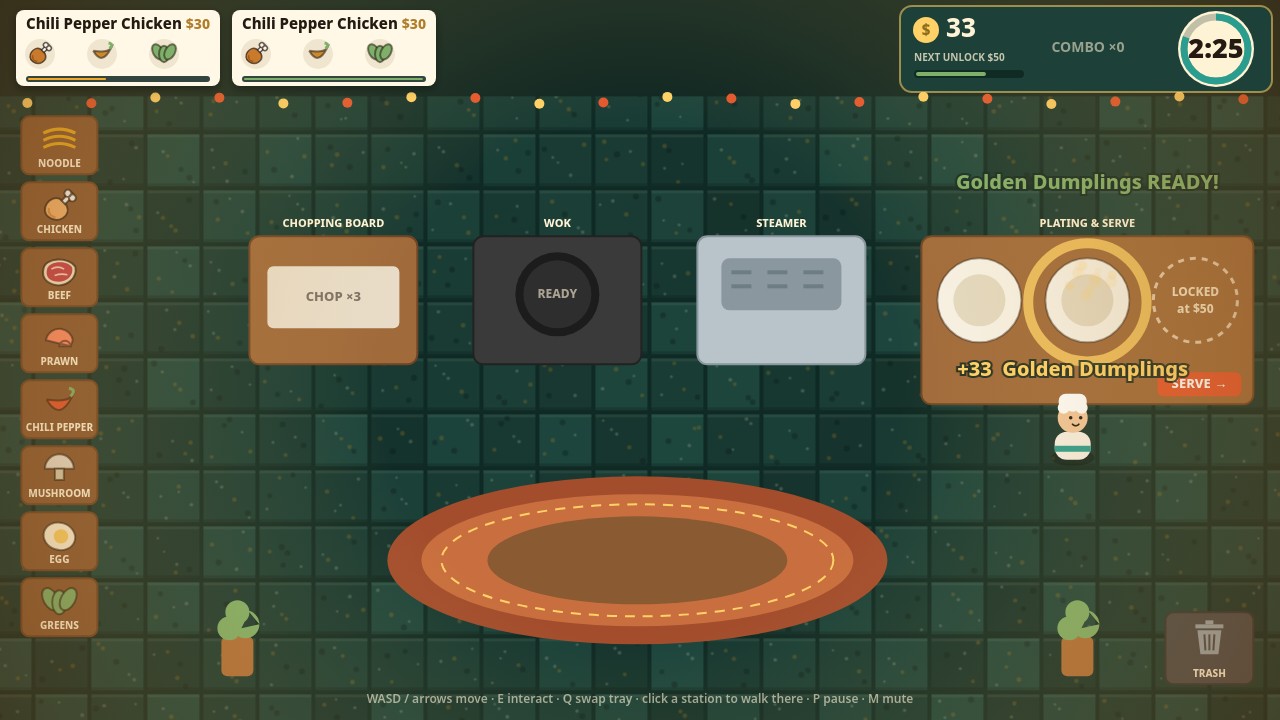 Chili Pepper Chicken $30
Chili Pepper Chicken $30
$ 33
NEXT UNLOCK $50
COMBO ×0
2:25
NOODLE
CHICKEN
BEEF
PRAWN
CHILI PEPPER
MUSHROOM
EGG
GREENS
Golden Dumplings READY!
CHOPPING BOARD
WOK
STEAMER
PLATING & SERVE
CHOP ×3
READY
LOCKED
at $50
+33 Golden Dumplings
SERVE →
TRASH
WASD / arrows move · E interact · Q swap tray · click a station to walk there · P pause · M mute